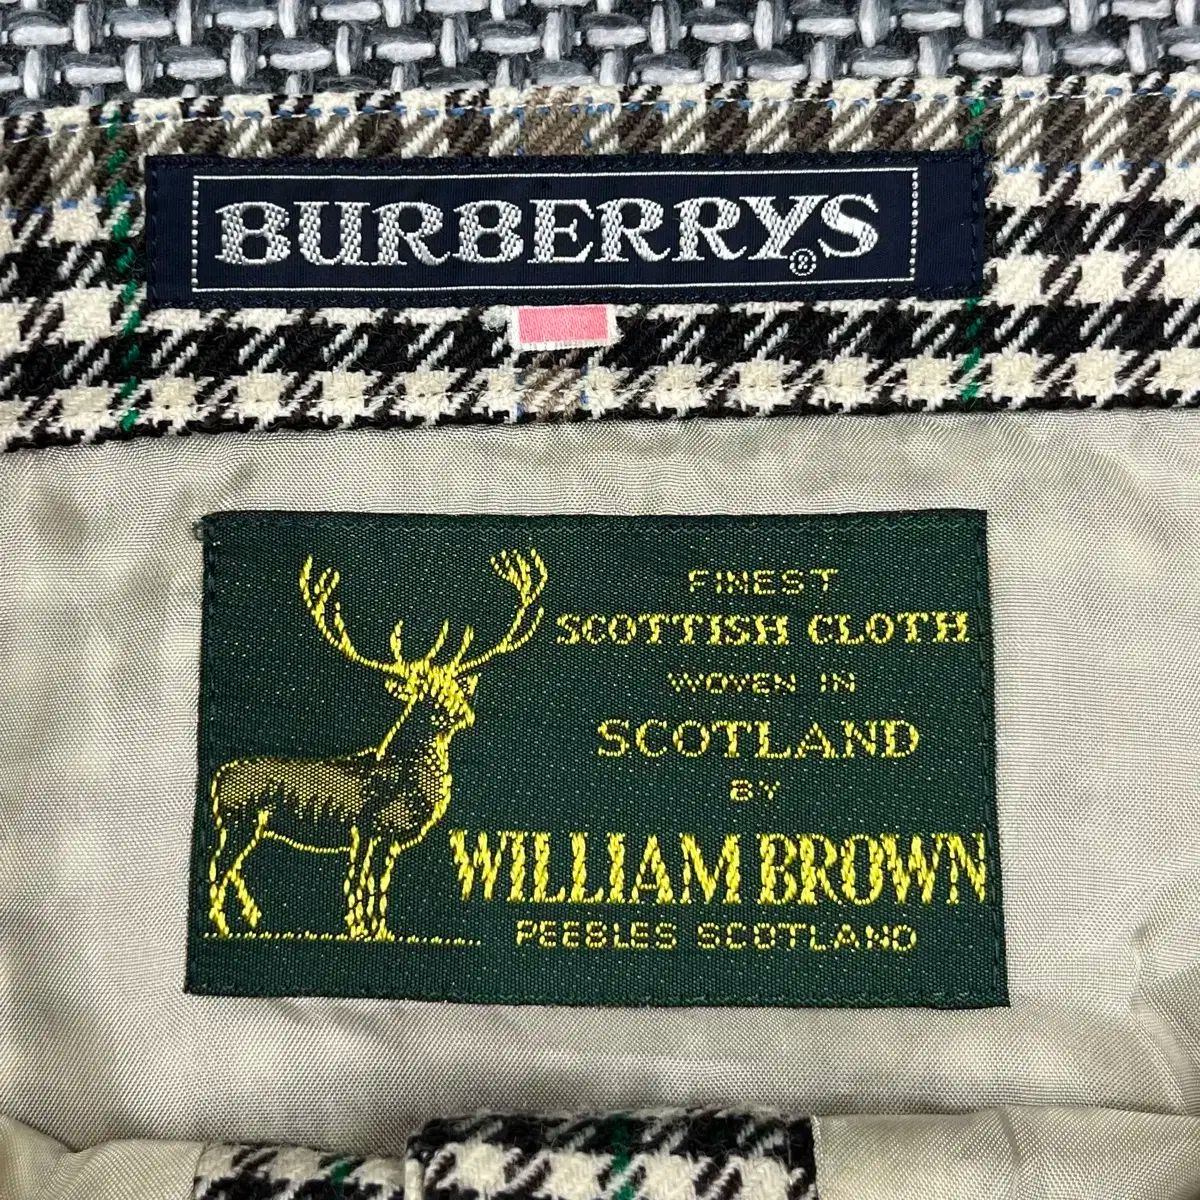 BURBERRYS®
FINEST
SCOTTISH CLOTH
WOVEN IN
SCOTLAND
BY
WILLIAM BROWN
PEEBLES SCOTLAND